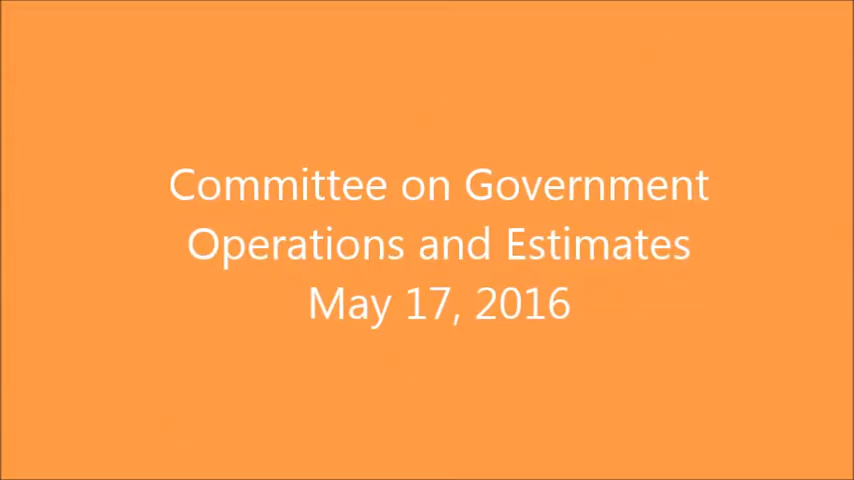 Committee on Government
Operations and Estimates
May 17, 2016